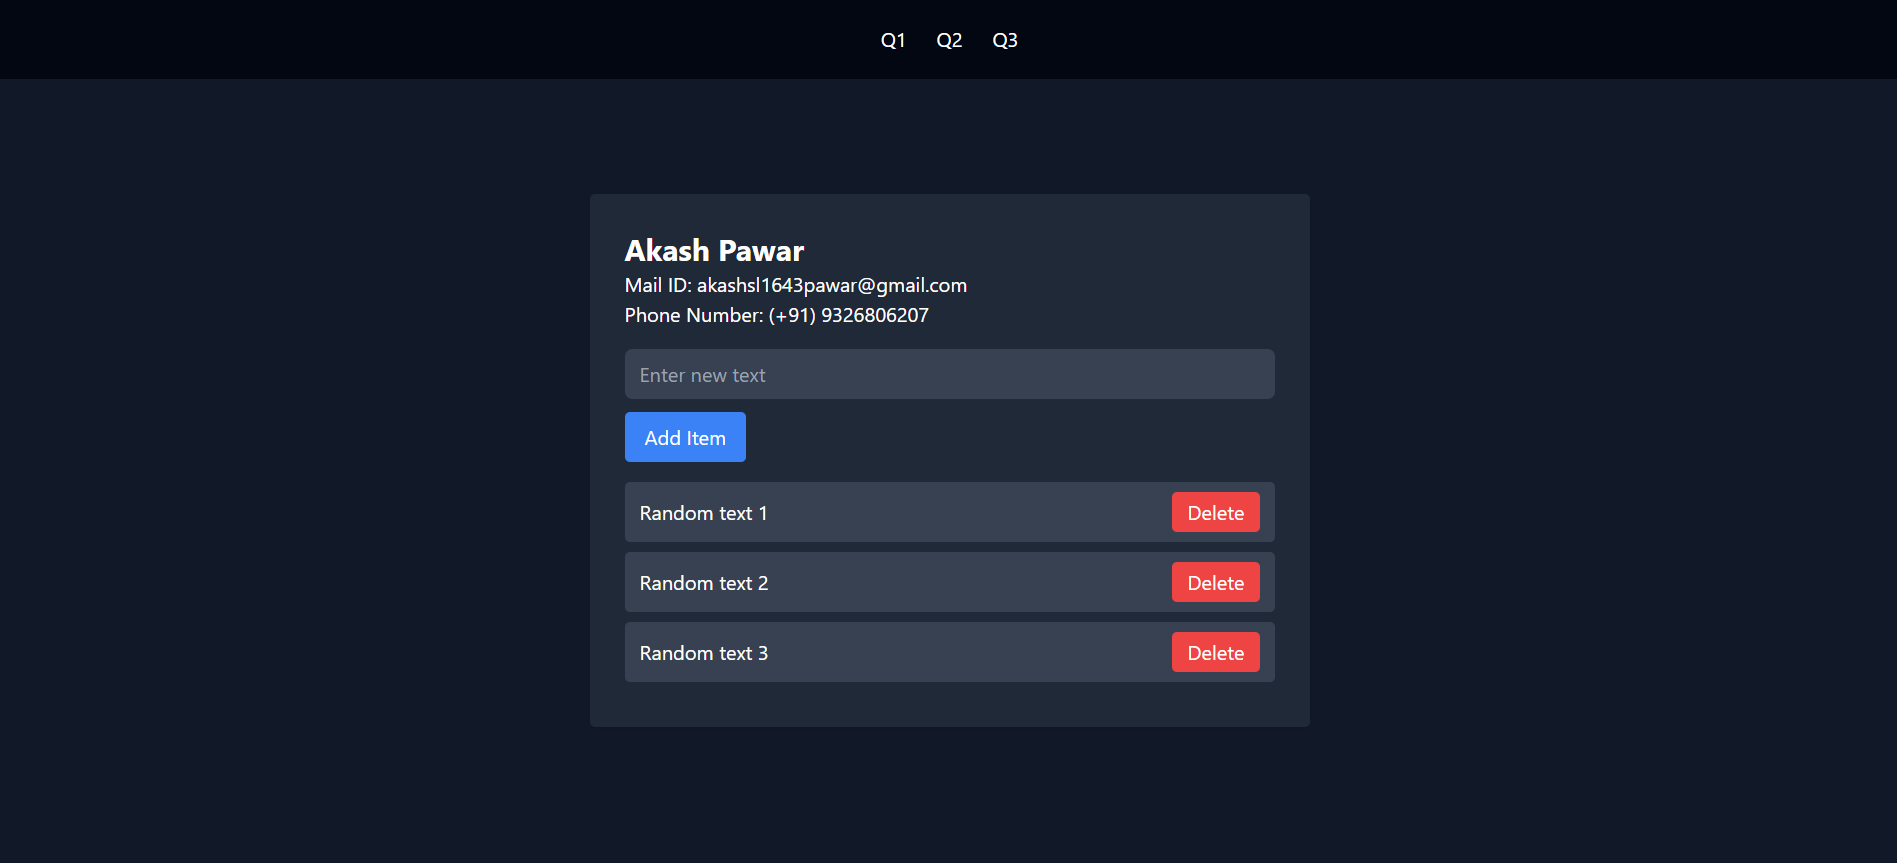 Q1 Q2 Q3
Akash Pawar
Mail ID: akashsl1643pawar@gmail.com
Phone Number: (+91) 9326806207
Enter new text
Add Item
Random text 1 Delete
Random text 2 Delete
Random text 3 Delete